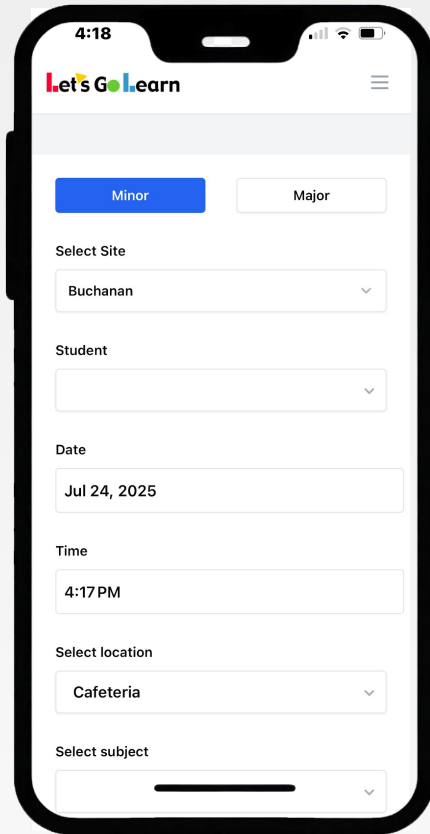 4:18
Let's Go Learn
Minor Major
Select Site
Buchanan
Student
Date
Jul 24, 2025
Time
4:17 PM
Select location
Cafeteria
Select subject